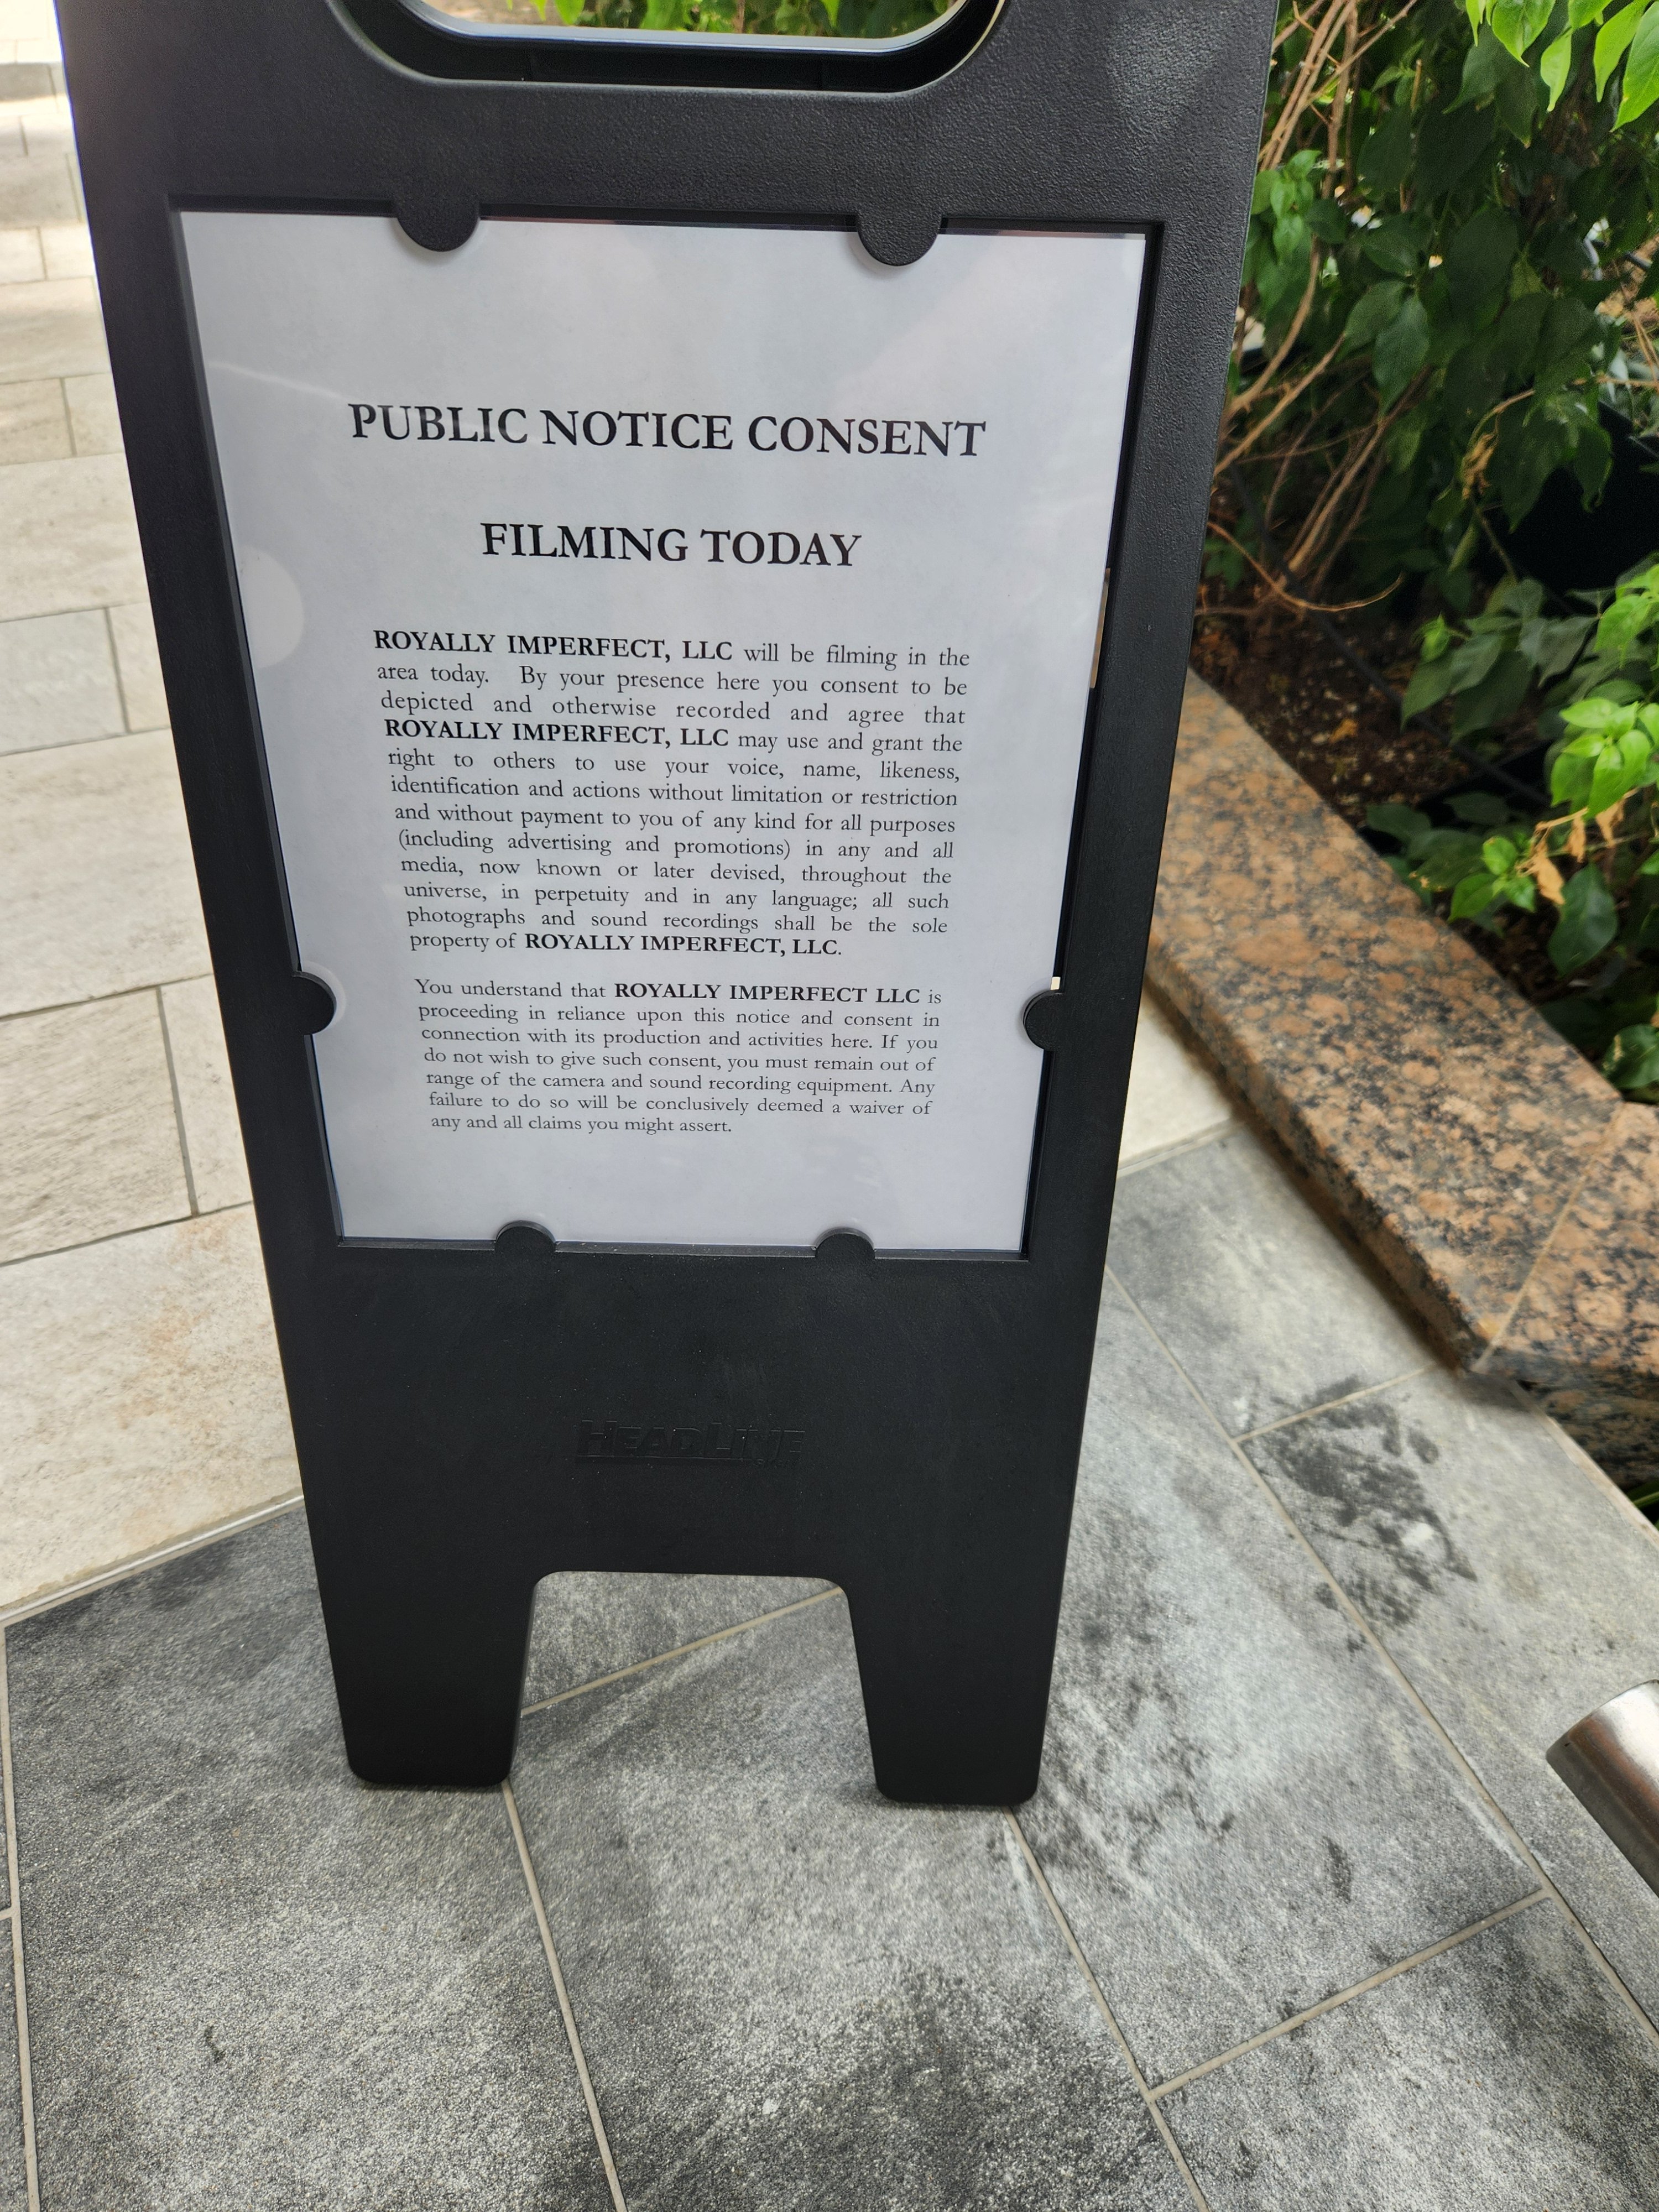 PUBLIC NOTICE CONSENT
FILMING TODAY
ROYALLY IMPERFECT, LLC will be filming in the
area today. By your presence here you consent to be
depicted and otherwise recorded and agree that
ROYALLY IMPERFECT, LLC may use and grant the
right to others to use your voice, name, likeness,
identification and actions without limitation or restriction
and without payment to you of any kind for all purposes
(including advertising and promotions) in any and all
media, now known or later devised, throughout the
universe, in perpetuity and in any language; all such
photographs and sound recordings shall be the sole
property of ROYALLY IMPERFECT, LLC.
You understand that ROYALLY IMPERFECT LLC is
proceeding in reliance upon this notice and consent in
connection with its production and activities here. If you
do not wish to give such consent, you must remain out of
range of the camera and sound recording equipment. Any
failure to do so will be conclusively deemed a waiver of
any and all claims you might assert.
HEADLINE